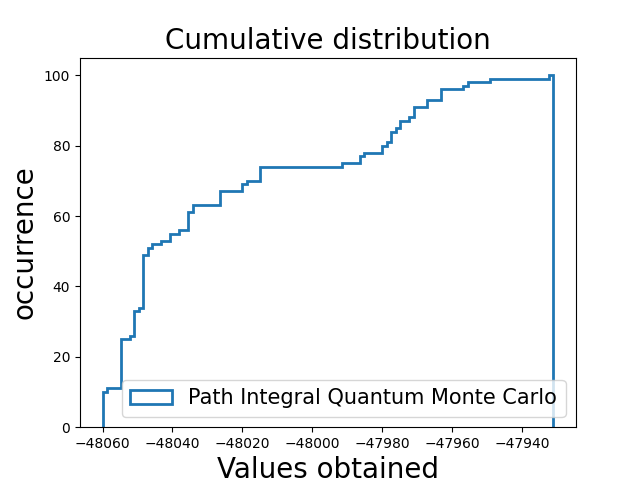 Cumulative distribution
occurrence
100
80
60
40
20
0
Path Integral Quantum Monte Carlo
−48060 −48040 −48020 −48000 −47980 −47960 −47940
Values obtained